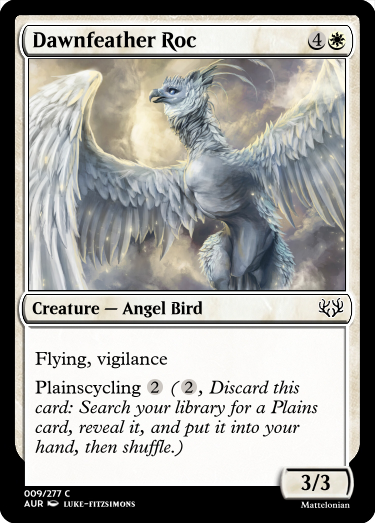 Dawnfeather Roc 4
Creature — Angel Bird
Flying, vigilance
Plainscycling 2 (2, Discard this
card: Search your library for a Plains
card, reveal it, and put it into your
hand, then shuffle.)
3/3
009/277 C
AUR LUKE-FITZSIMONS
Mattelonian